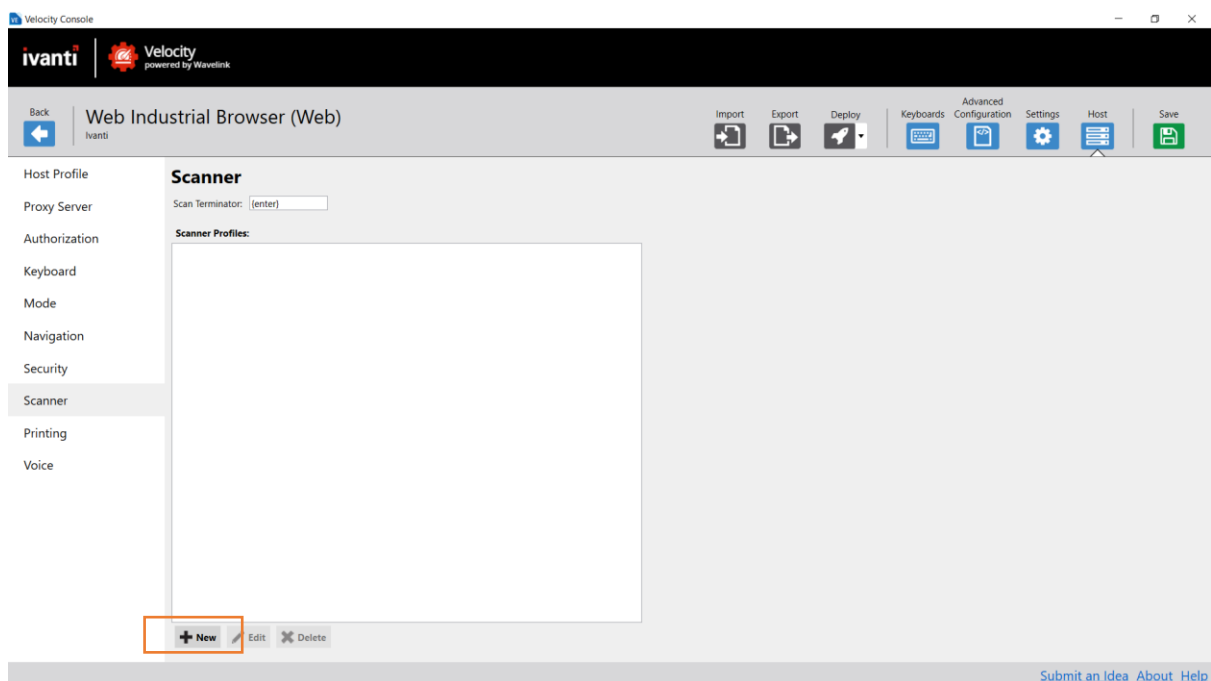 Velocity Console
ivanti
Velocity
powered by Wavelink
Back
Web Industrial Browser (Web)
Ivanti
Import
Export
Deploy
Keyboards
Advanced
Configuration
Settings
Host
Save
Host Profile
Proxy Server
Authorization
Keyboard
Mode
Navigation
Security
Scanner
Printing
Voice
Scanner
Scan Terminator: {enter}
Scanner Profiles:
New Edit Delete
Submit an Idea About Help